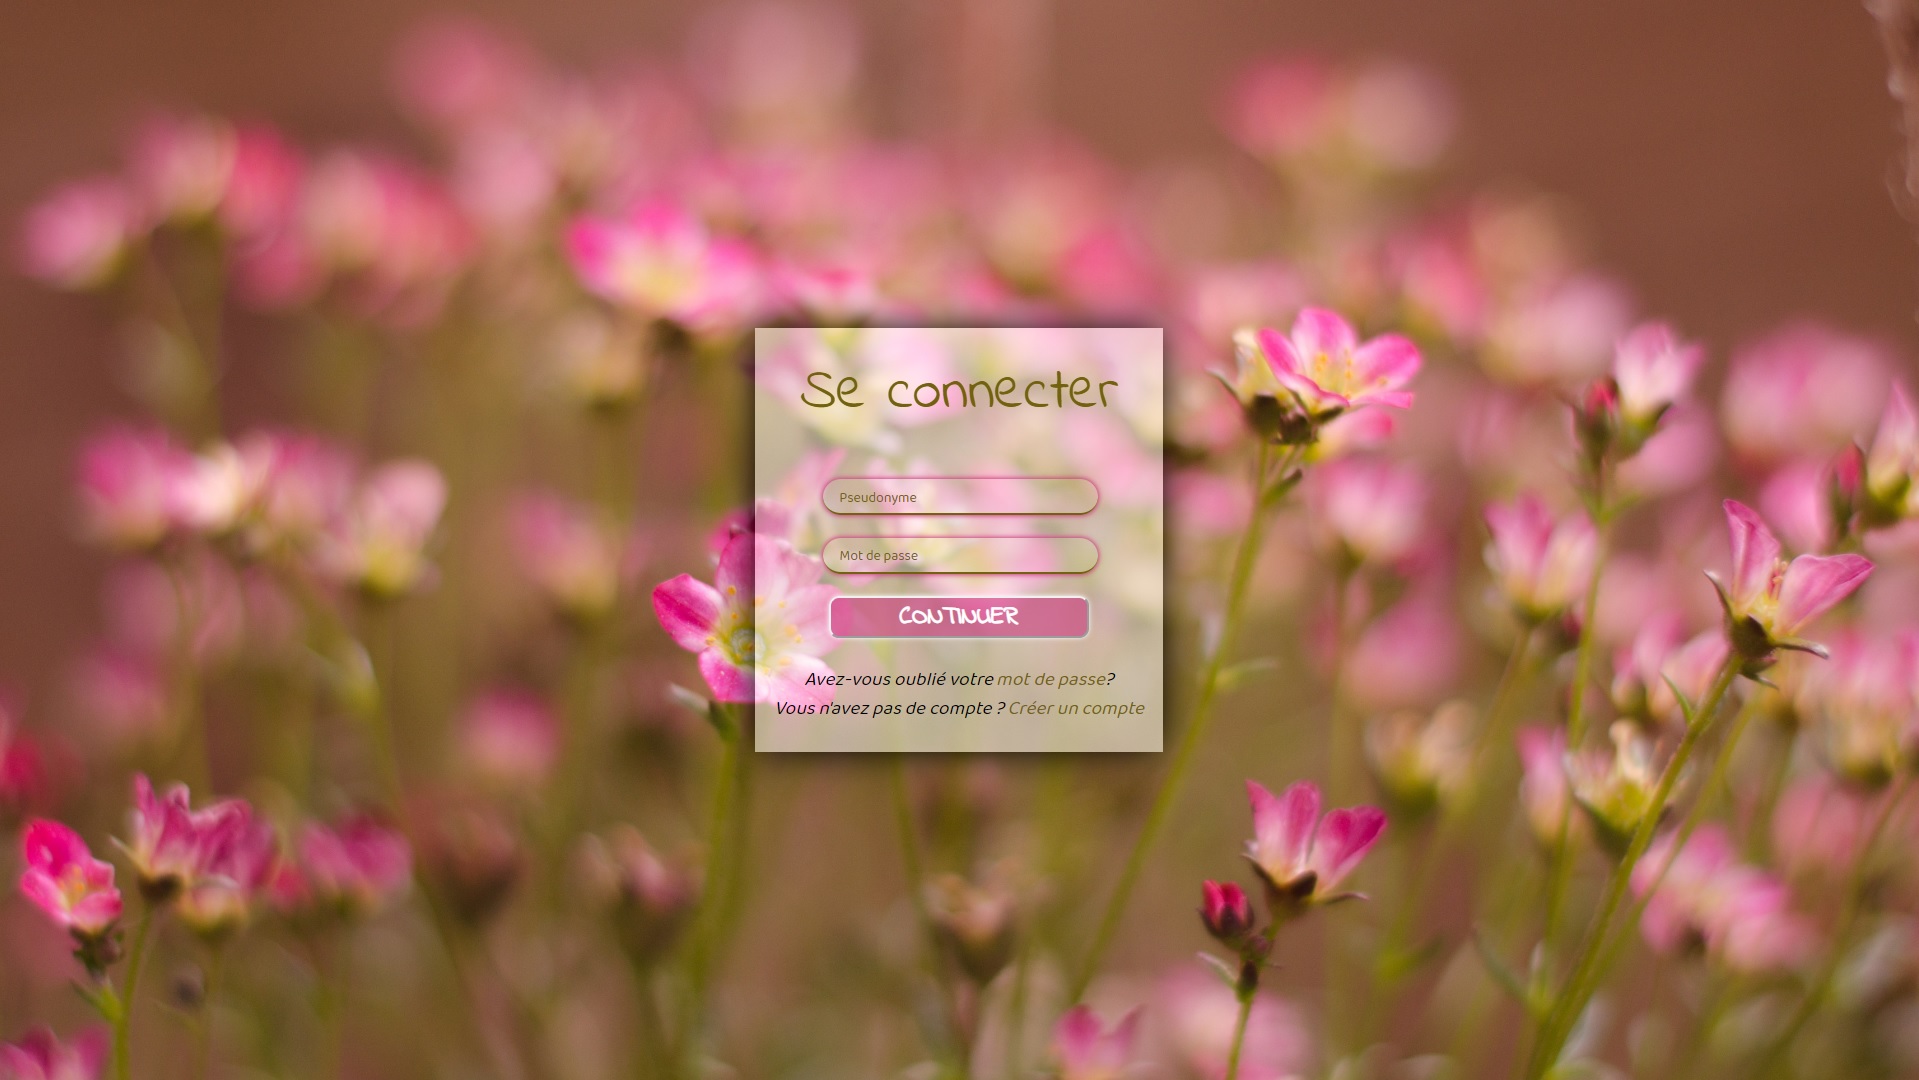 Se connecter
Pseudonyme
Mot de passe
CONTINUER
Avez-vous oublié votre mot de passe?
Vous n'avez pas de compte ? Créer un compte